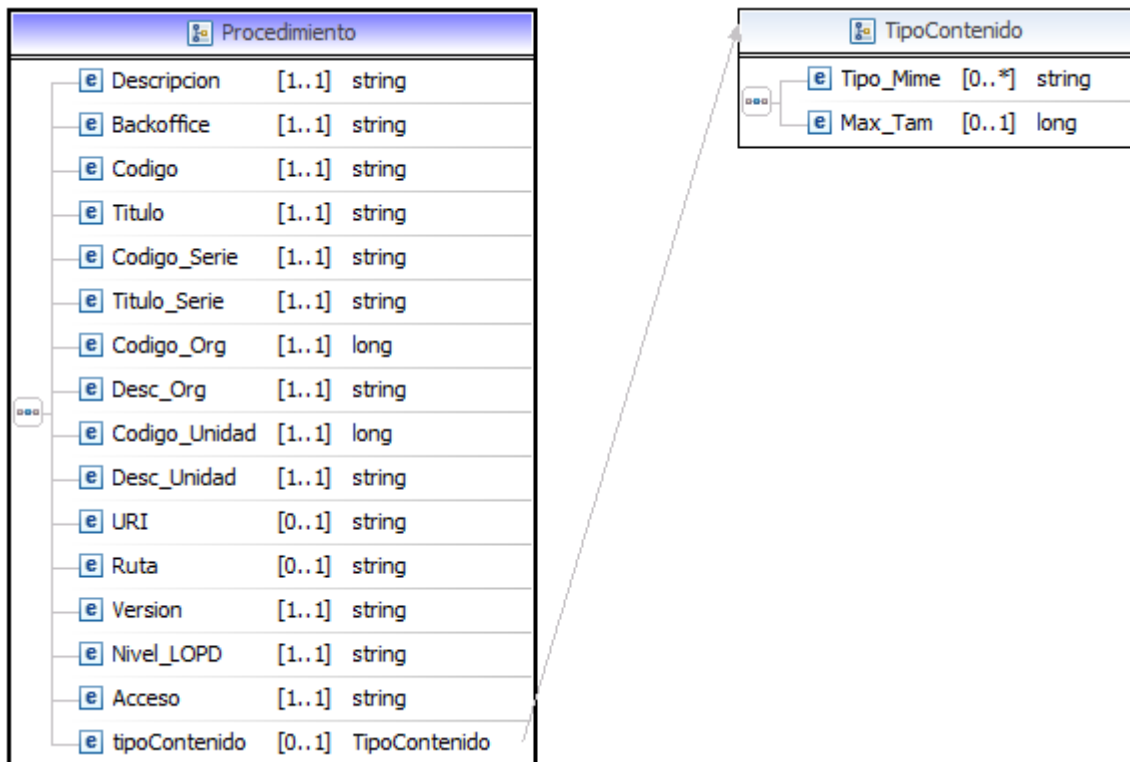 Procedimiento
e Descripcion [1..1] string
e Backoffice [1..1] string
e Codigo [1..1] string
e Titulo [1..1] string
e Codigo_Serie [1..1] string
e Titulo_Serie [1..1] string
e Codigo_Org [1..1] long
e Desc_Org [1..1] string
e Codigo_Unidad [1..1] long
e Desc_Unidad [1..1] string
e URI [0..1] string
e Ruta [0..1] string
e Version [1..1] string
e Nivel_LOPD [1..1] string
e Acceso [1..1] string
e tipoContenido [0..1] TipoContenido
TipoContenido
e Tipo_Mime [0..*] string
e Max_Tam [0..1] long